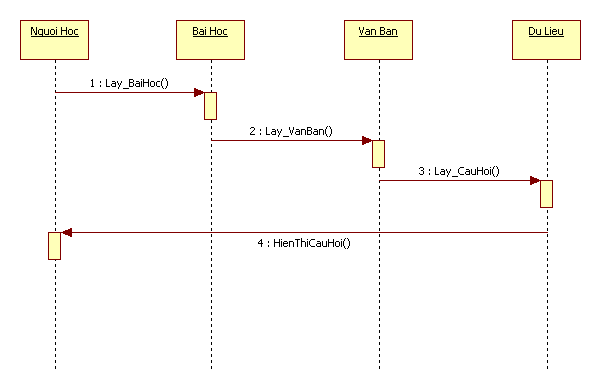 Nguoi Hoc
Bai Hoc
Van Ban
Du Lieu
1 : Lay_BaiHoc()
2 : Lay_VanBan()
3 : Lay_CauHoi()
4 : HienThiCauHoi()